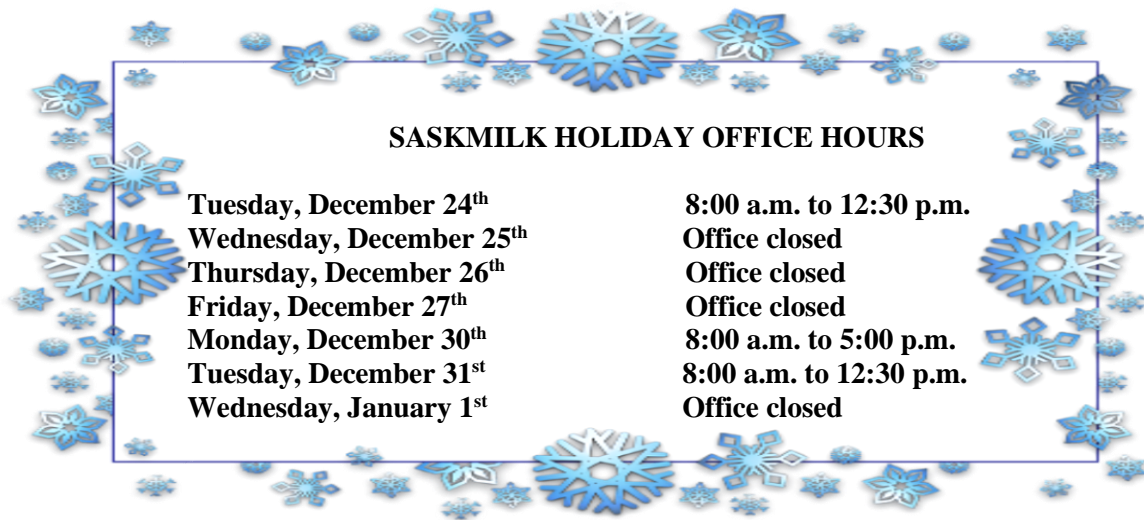 SASKMILK HOLIDAY OFFICE HOURS
Tuesday, December 24th 8:00 a.m. to 12:30 p.m.
Wednesday, December 25th Office closed
Thursday, December 26th Office closed
Friday, December 27th Office closed
Monday, December 30th 8:00 a.m. to 5:00 p.m.
Tuesday, December 31st 8:00 a.m. to 12:30 p.m.
Wednesday, January 1st Office closed